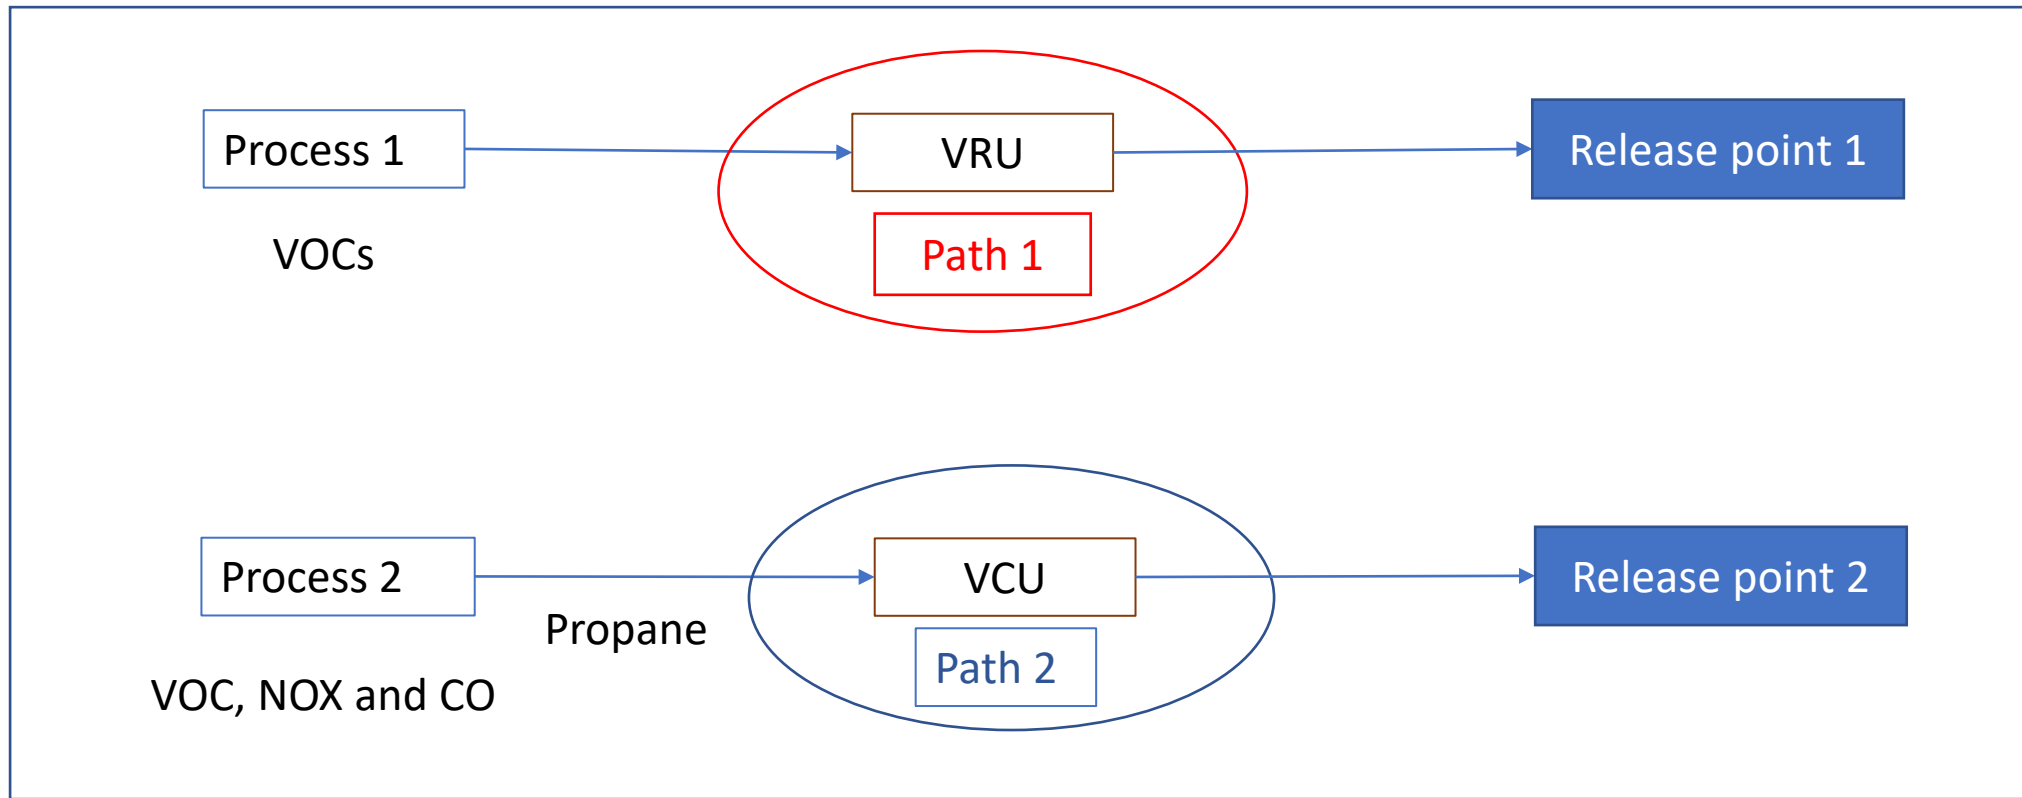 Process 1
VRU
Release point 1
VOCs
Path 1
Process 2
VCU
Release point 2
Propane
Path 2
VOC, NOX and CO